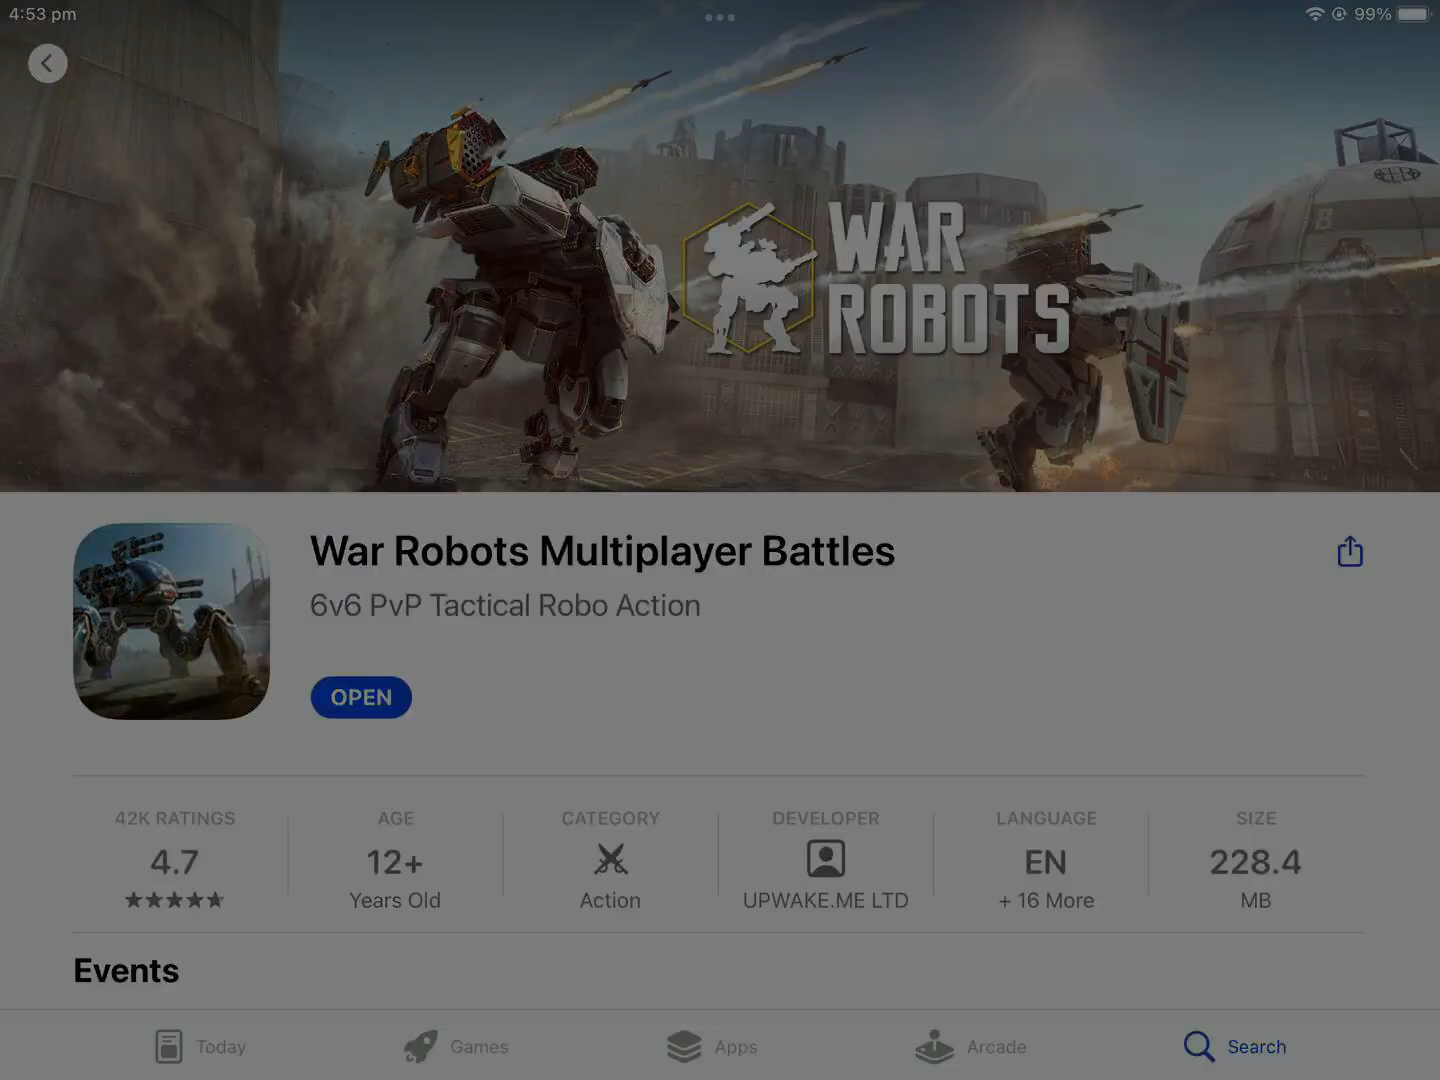 4:53 pm
99%
WAR
ROBOTS
War Robots Multiplayer Battles
6v6 PvP Tactical Robo Action
OPEN
42K RATINGS
4.7
AGE
12+
Years Old
CATEGORY
Action
DEVELOPER
UPWAKE.ME LTD
LANGUAGE
EN
+ 16 More
SIZE
228.4
MB
Events
Today
Games
Apps
Arcade
Search